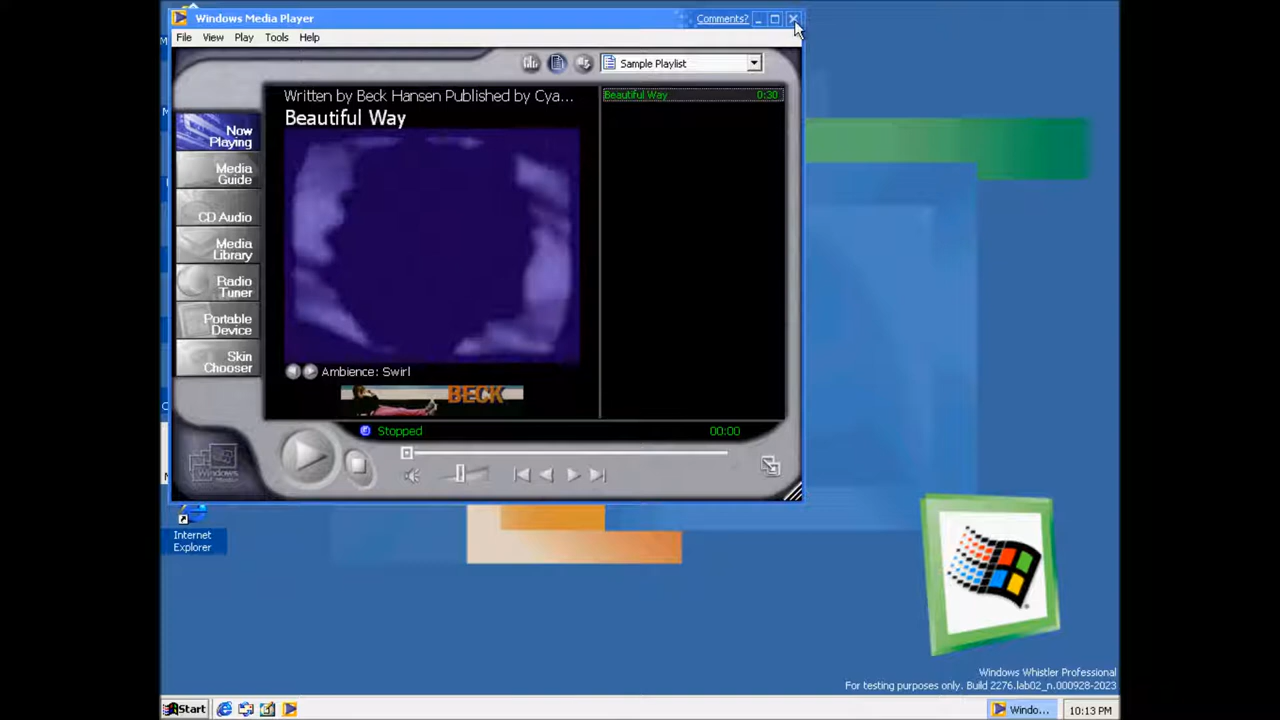 Windows Media Player
Comments?
File View Play Tools Help
Sample Playlist
Written by Beck Hansen Published by Cya...
Beautiful Way
Beautiful Way 0:30
Now
Playing
Media
Guide
CD Audio
Media
Library
Radio
Tuner
Portable
Device
Skin
Chooser
Ambience: Swirl
BECK
Stopped 00:00
Windows
Internet
Explorer
Windows Whistler Professional
For testing purposes only. Build 2276.lab02_n.000928-2023
Start
Windo...
10:13 PM